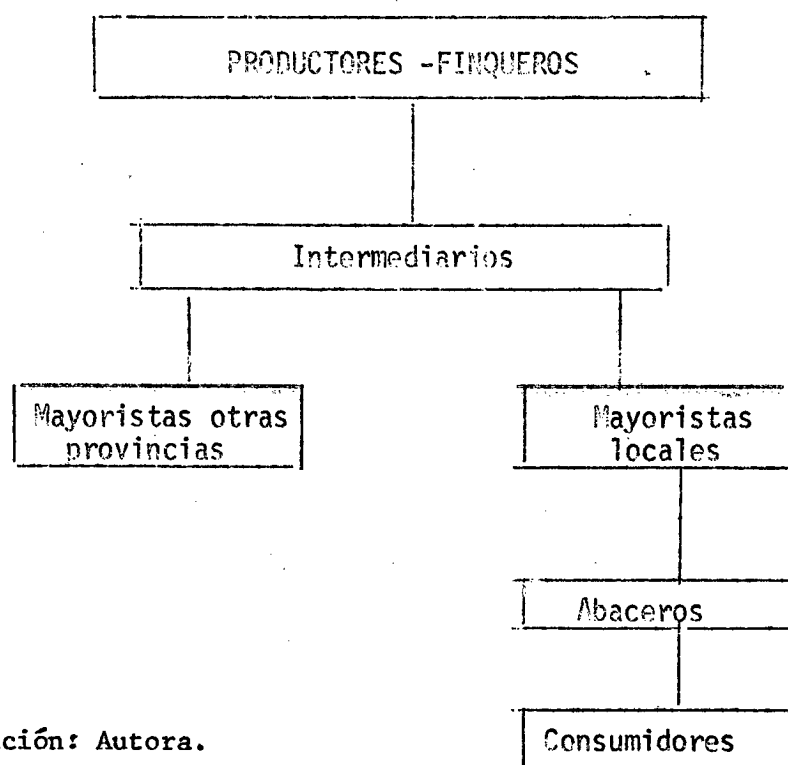 PRODUCTORES -FINQUEROS
Intermediarios
Mayoristas otras
provincias
Mayoristas
locales
Abaceros
Consumidores
ción: Autora.